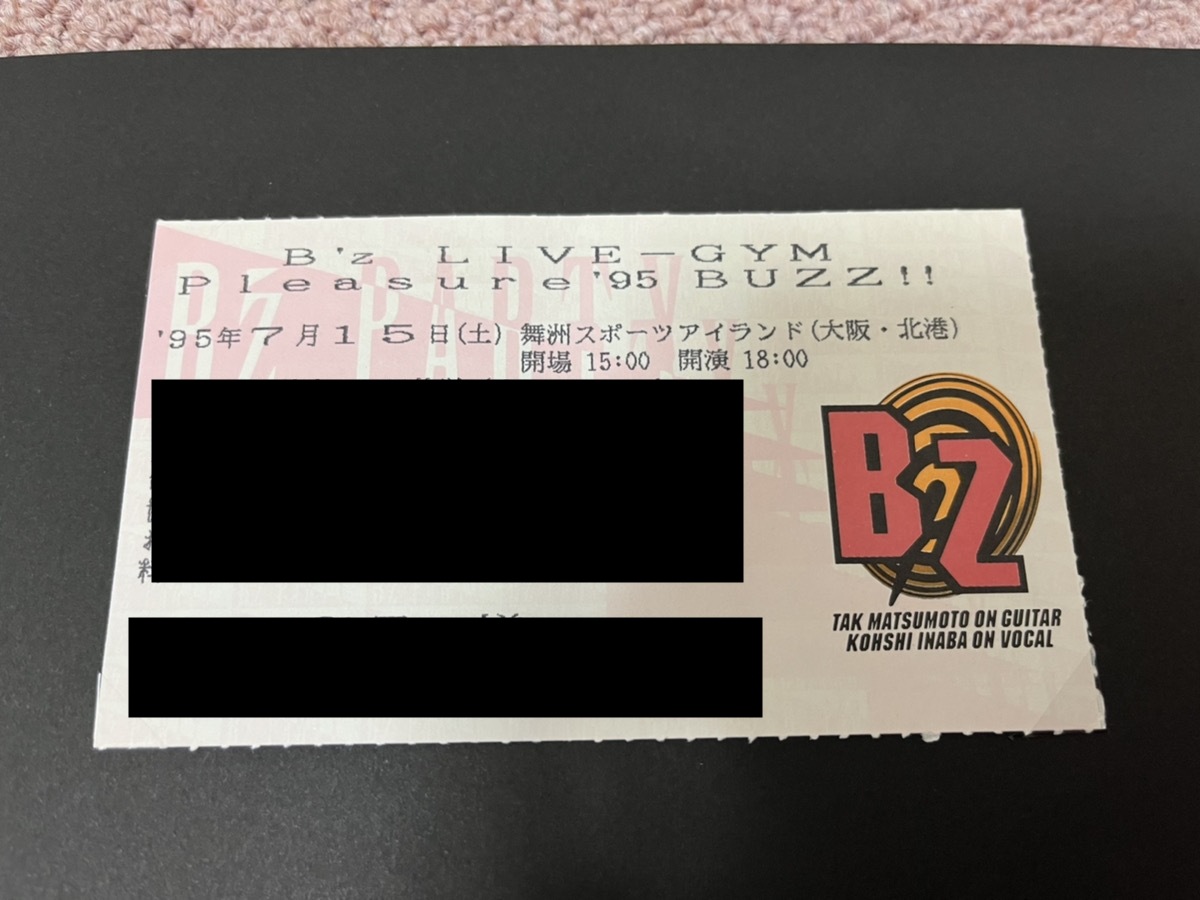 B'z LIVE-GYM
Pleasure'95 BUZZ!!
'95年7月15日(土) 舞洲スポーツアイランド(大阪・北港)
開場 15:00 開演 18:00
B'z PARTY
B'z
TAK MATSUMOTO ON GUITAR
KOHSHI INABA ON VOCAL